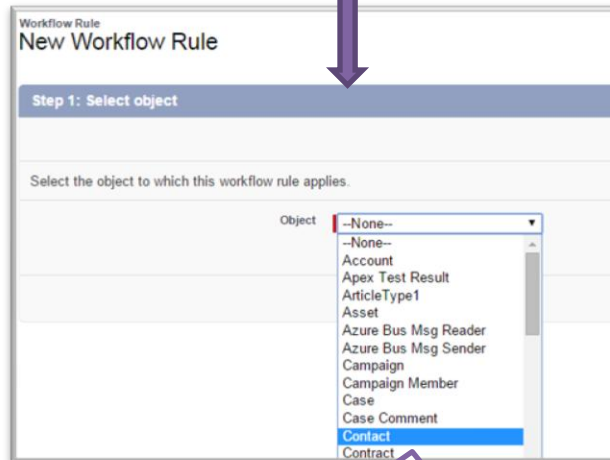 Workflow Rule
New Workflow Rule
Step 1: Select object
Select the object to which this workflow rule applies.
Object --None--
--None--
Account
Apex Test Result
ArticleType1
Asset
Azure Bus Msg Reader
Azure Bus Msg Sender
Campaign
Campaign Member
Case
Case Comment
Contact
Contract